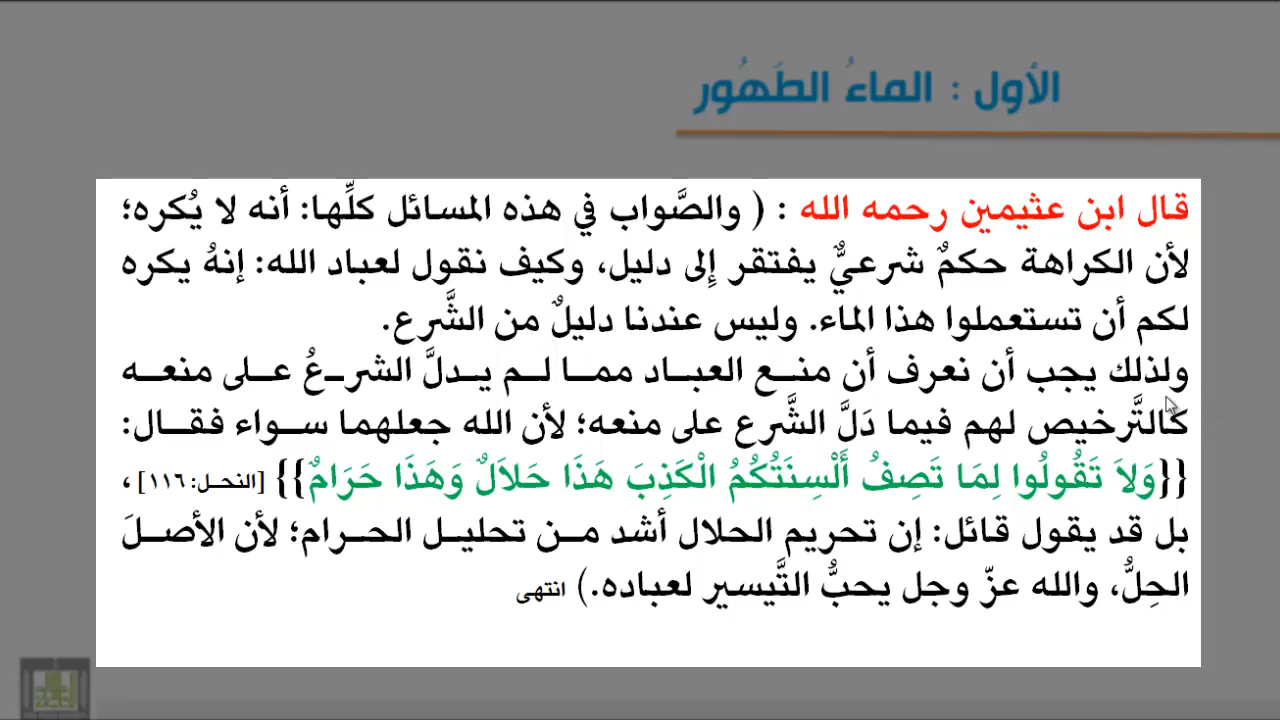 الأول : الماءُ الطَهُور
قال ابن عثيمين رحمه الله : ( والصَّواب في هذه المسائل كلِّها: أنه لا يُكره؛
لأن الكراهة حكمٌ شرعيٌّ يفتقر إِلى دليل، وكيف نقول لعباد الله: إنهُ يكره
لكم أن تستعملوا هذا الماء. وليس عندنا دليلٌ من الشَّرع.
ولذلك يجب أن نعرف أن منع العباد مما لم يدلَّ الشرعُ على منعه
كالتَّرخيص لهم فيما دَلَّ الشَّرع على منعه؛ لأن الله جعلهما سواء فقال:
{{وَلاَ تَقُولُوا لِمَا تَصِفُ أَلْسِنَتُكُمُ الْكَذِبَ هَذَا حَلاَلٌ وَهَذَا حَرَامٌ}} [النحل: ١١٦] ،
بل قد يقول قائل: إن تحريم الحلال أشد من تحليل الحرام؛ لأن الأصلَ
الحِلُّ، والله عزّ وجل يحبُّ التَّيسير لعباده.) انتهى